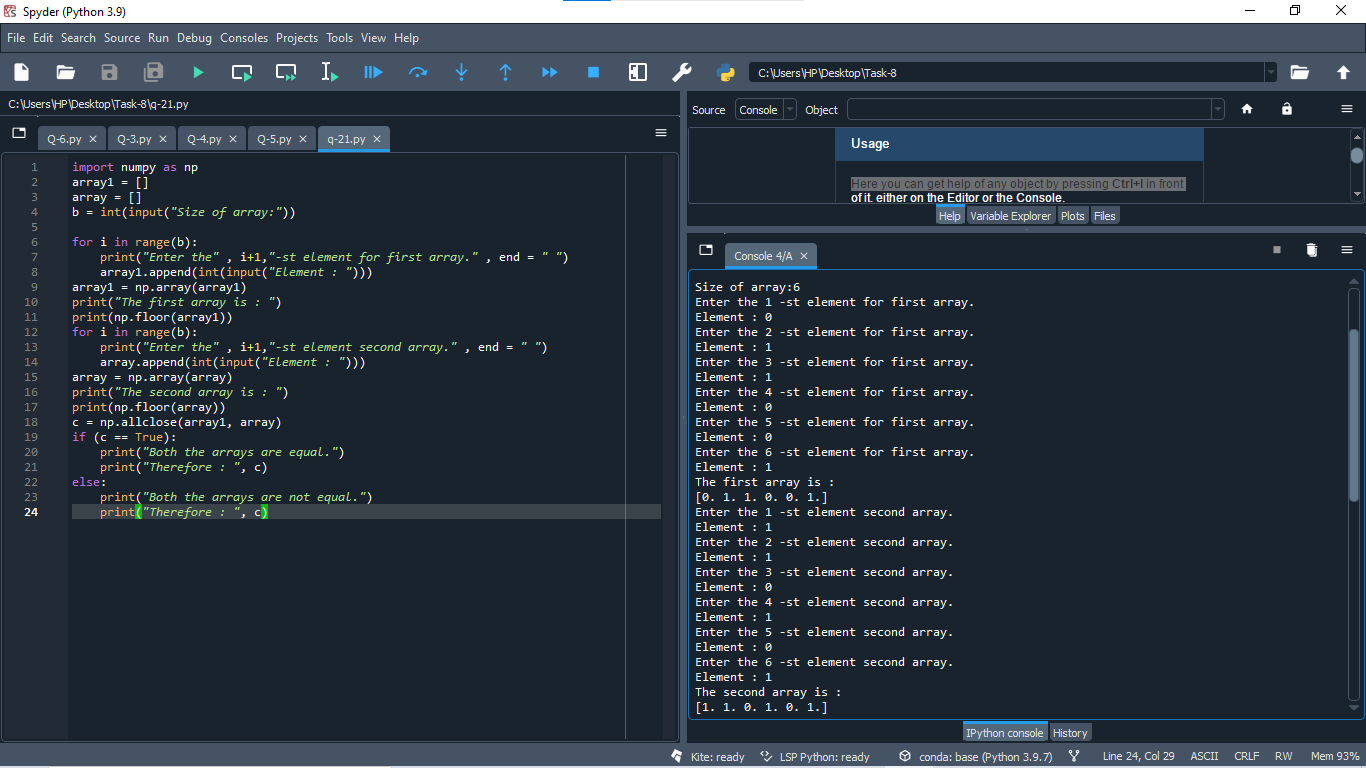 Spyder (Python 3.9)
File Edit Search Source Run Debug Consoles Projects Tools View Help
C:\Users\HP\Desktop\Task-8
C:\Users\HP\Desktop\Task-8\q-21.py
Q-6.py Q-3.py Q-4.py Q-5.py q-21.py
1 import numpy as np
2 array1 = []
3 array = []
4 b = int(input("Size of array:"))
5
6 for i in range(b):
7     print("Enter the" , i+1,"-st element for first array." , end = " ")
8     array1.append(int(input("Element : ")))
9 array1 = np.array(array1)
10 print("The first array is : ")
11 print(np.floor(array1))
12 for i in range(b):
13     print("Enter the" , i+1,"-st element second array." , end = " ")
14     array.append(int(input("Element : ")))
15 array = np.array(array)
16 print("The second array is : ")
17 print(np.floor(array))
18 c = np.allclose(array1, array)
19 if (c == True):
20     print("Both the arrays are equal.")
21     print("Therefore : ", c)
22 else:
23     print("Both the arrays are not equal.")
24     print("Therefore : ", c)
Source Console Object
Usage
Here you can get help of any object by pressing Ctrl+I in front
of it, either on the Editor or the Console.
Help Variable Explorer Plots Files
Console 4/A
Size of array:6
Enter the 1 -st element for first array.
Element : 0
Enter the 2 -st element for first array.
Element : 1
Enter the 3 -st element for first array.
Element : 1
Enter the 4 -st element for first array.
Element : 0
Enter the 5 -st element for first array.
Element : 0
Enter the 6 -st element for first array.
Element : 1
The first array is :
[0. 1. 1. 0. 0. 1.]
Enter the 1 -st element second array.
Element : 1
Enter the 2 -st element second array.
Element : 1
Enter the 3 -st element second array.
Element : 0
Enter the 4 -st element second array.
Element : 1
Enter the 5 -st element second array.
Element : 0
Enter the 6 -st element second array.
Element : 1
The second array is :
[1. 1. 0. 1. 0. 1.]
IPython console History
Kite: ready LSP Python: ready conda: base (Python 3.9.7) Line 24, Col 29 ASCII CRLF RW Mem 93%